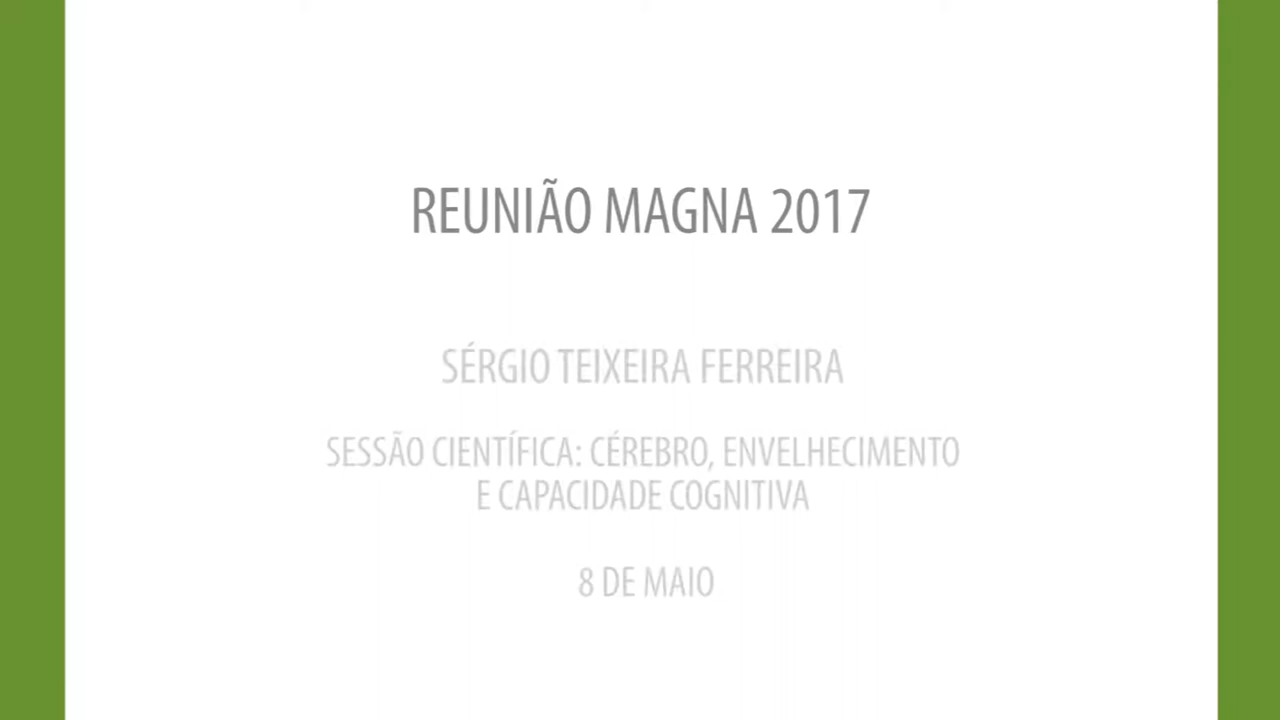 REUNIÃO MAGNA 2017
SÉRGIO TEIXEIRA FERREIRA
SESSÃO CIENTÍFICA: CÉREBRO, ENVELHECIMENTO
E CAPACIDADE COGNITIVA
8 DE MAIO